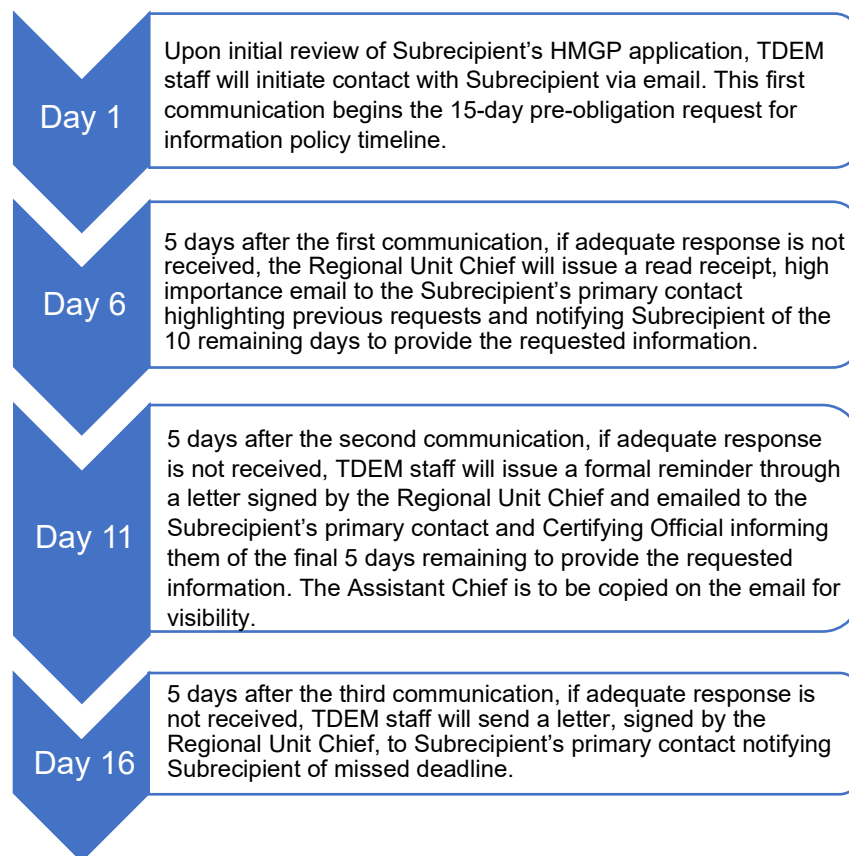 Day 1
Upon initial review of Subrecipient’s HMGP application, TDEM
staff will initiate contact with Subrecipient via email. This first
communication begins the 15-day pre-obligation request for
information policy timeline.
Day 6
5 days after the first communication, if adequate response is not
received, the Regional Unit Chief will issue a read receipt, high
importance email to the Subrecipient’s primary contact
highlighting previous requests and notifying Subrecipient of the
10 remaining days to provide the requested information.
Day 11
5 days after the second communication, if adequate response
is not received, TDEM staff will issue a formal reminder through
a letter signed by the Regional Unit Chief and emailed to the
Subrecipient’s primary contact and Certifying Official informing
them of the final 5 days remaining to provide the requested
information. The Assistant Chief is to be copied on the email for
visibility.
Day 16
5 days after the third communication, if adequate response is
not received, TDEM staff will send a letter, signed by the
Regional Unit Chief, to Subrecipient’s primary contact notifying
Subrecipient of missed deadline.